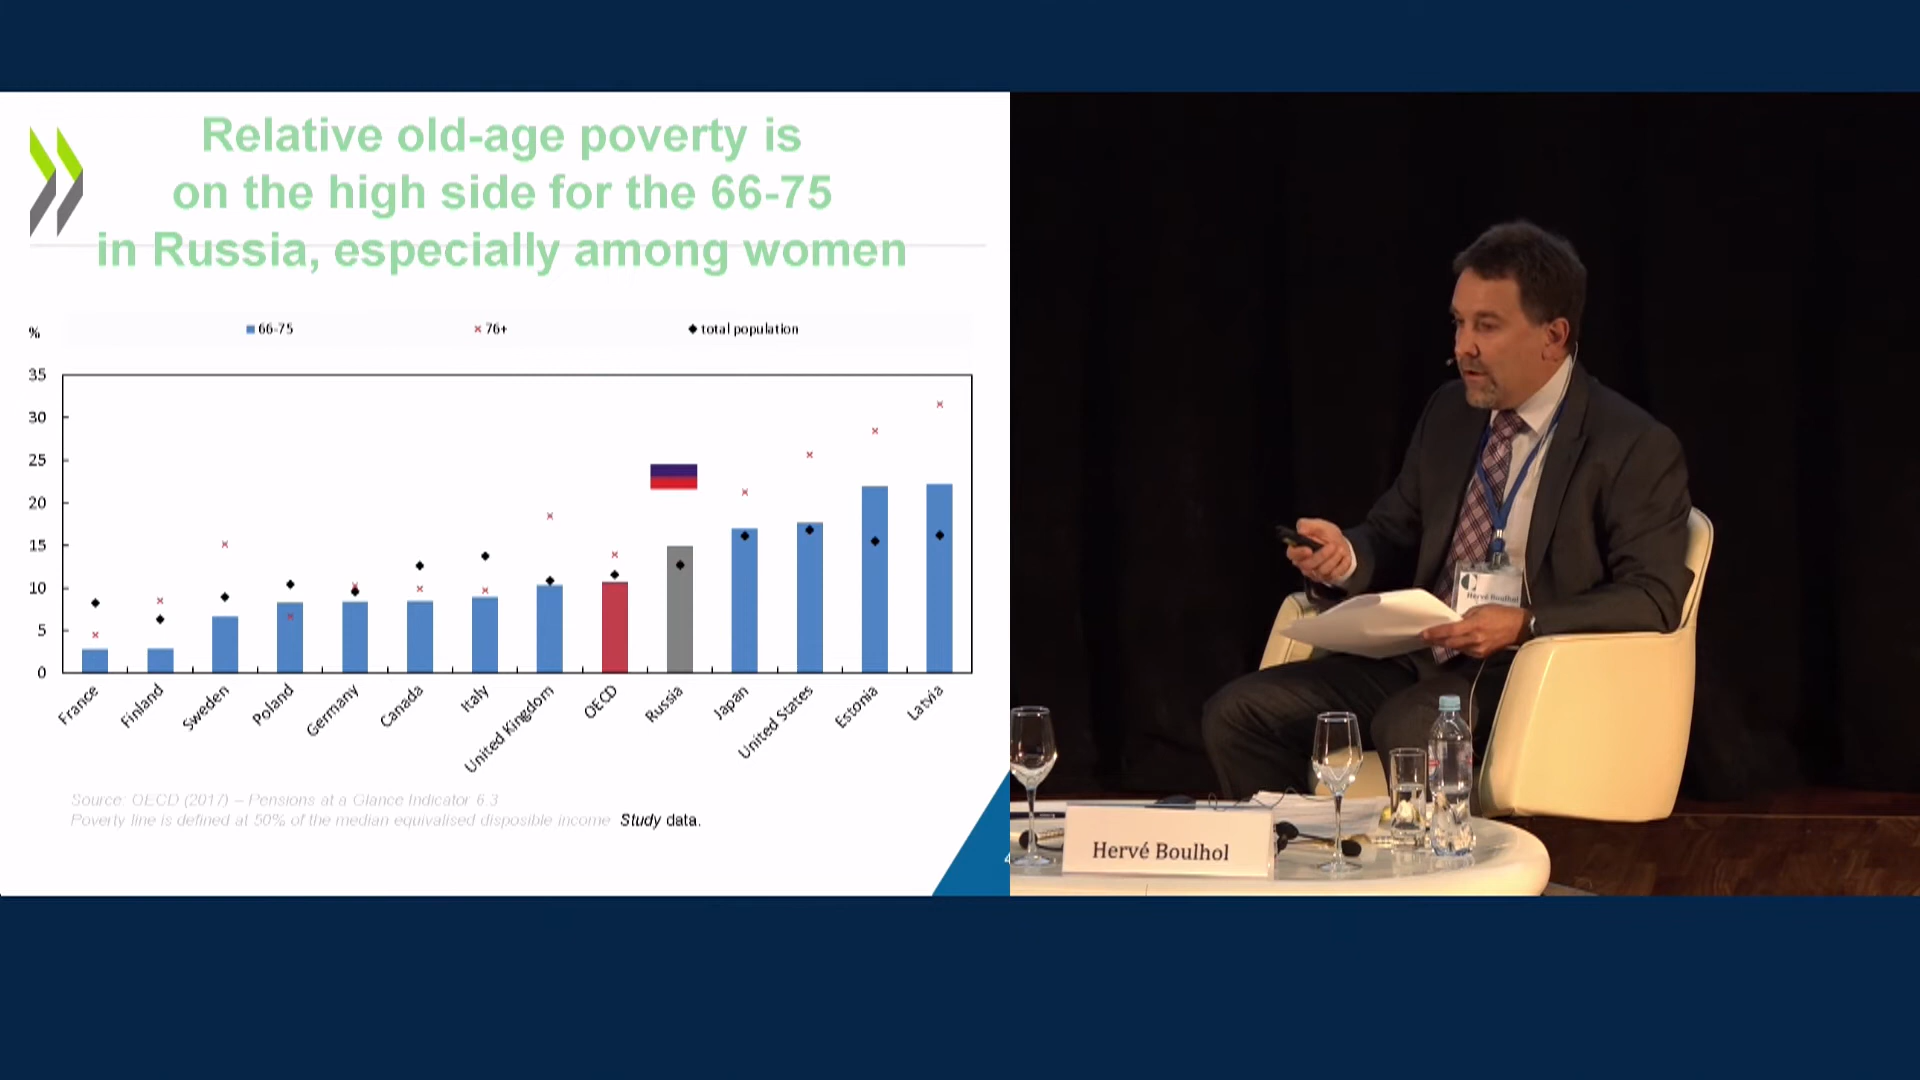 Relative old-age poverty is
on the high side for the 66-75
in Russia, especially among women
%
66-75
76+
total population
35
30
25
20
15
10
5
0
France
Finland
Sweden
Poland
Germany
Canada
Italy
United Kingdom
OECD
Russia
Japan
United States
Estonia
Latvia
Source: OECD (2017) – Pensions at a Glance Indicator 6.3
Poverty line is defined at 50% of the median equivalised disposible income Study data.
Hervé Boulhol
Hervé Boulhol